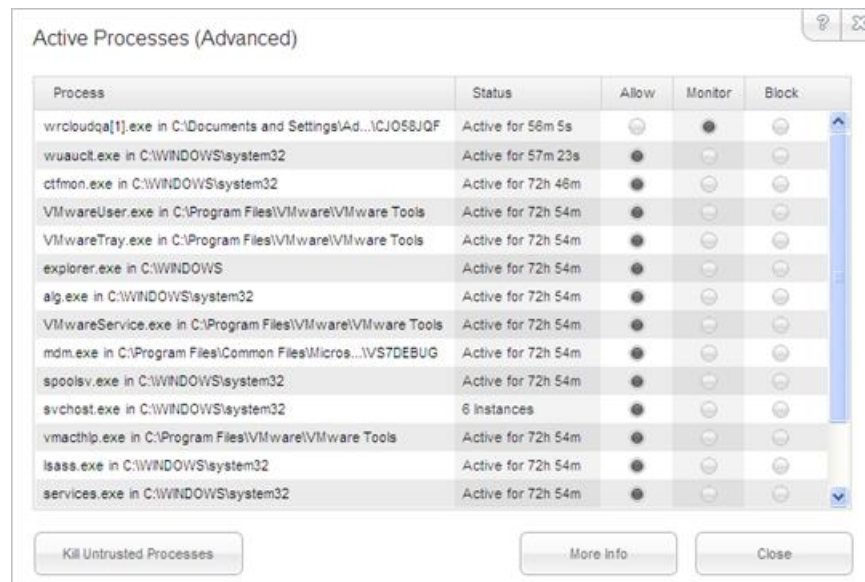 Active Processes (Advanced)
Process Status Allow Monitor Block
wrcloudqa[1].exe in C:\Documents and Settings\Ad...\CJO58JQF Active for 56m 5s
wuauclt.exe in C:\WINDOWS\system32 Active for 57m 23s
ctfmon.exe in C:\WINDOWS\system32 Active for 72h 46m
VMwareUser.exe in C:\Program Files\VMware\VMware Tools Active for 72h 54m
VMwareTray.exe in C:\Program Files\VMware\VMware Tools Active for 72h 54m
explorer.exe in C:\WINDOWS Active for 72h 54m
alg.exe in C:\WINDOWS\system32 Active for 72h 54m
VMwareService.exe in C:\Program Files\VMware\VMware Tools Active for 72h 54m
mdm.exe in C:\Program Files\Common Files\Micros...\VS7DEBUG Active for 72h 54m
spoolsv.exe in C:\WINDOWS\system32 Active for 72h 54m
svchost.exe in C:\WINDOWS\system32 6 Instances
vmacthlp.exe in C:\Program Files\VMware\VMware Tools Active for 72h 54m
lsass.exe in C:\WINDOWS\system32 Active for 72h 54m
services.exe in C:\WINDOWS\system32 Active for 72h 54m
Kill Untrusted Processes More Info Close